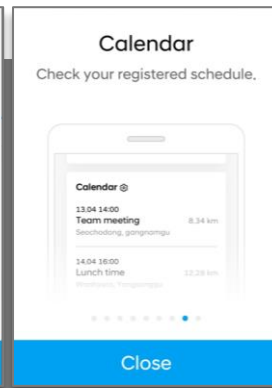 Calendar
Check your registered schedule.
Calendar
13.04 14:00
Team meeting 8.34 km
Seochodong, gangnamgu
14.04 16:00
Lunch time 12.28 km
Close